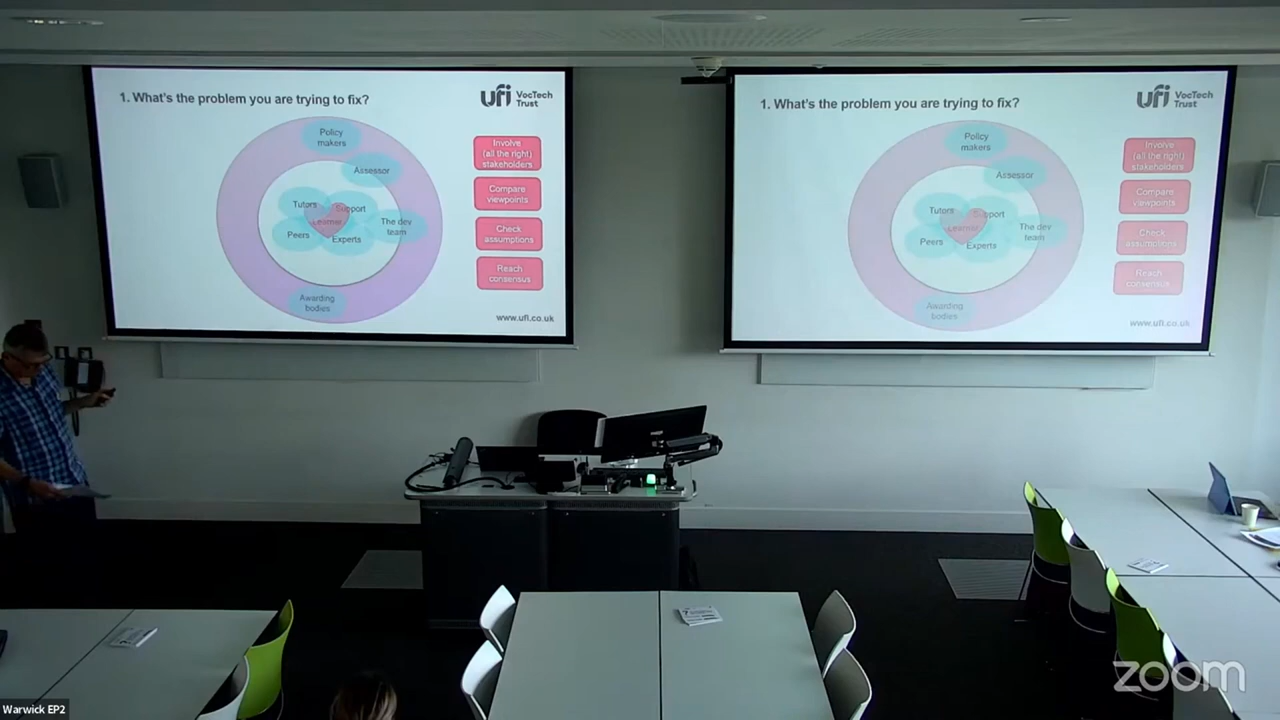 1. What's the problem you are trying to fix?
ufi VocTech
Trust
Policy
makers
Assessor
Tutors
Support
Learner
The dev
team
Peers
Experts
Awarding
bodies
Involve
(all the right)
stakeholders
Compare
viewpoints
Check
assumptions
Reach
consensus
www.ufi.co.uk
1. What's the problem you are trying to fix?
ufi VocTech
Trust
Policy
makers
Assessor
Tutors
Support
Learner
The dev
team
Peers
Experts
Awarding
bodies
Involve
(all the right)
stakeholders
Compare
viewpoints
Check
assumptions
Reach
consensus
www.ufi.co.uk
zoom
Warwick EP2